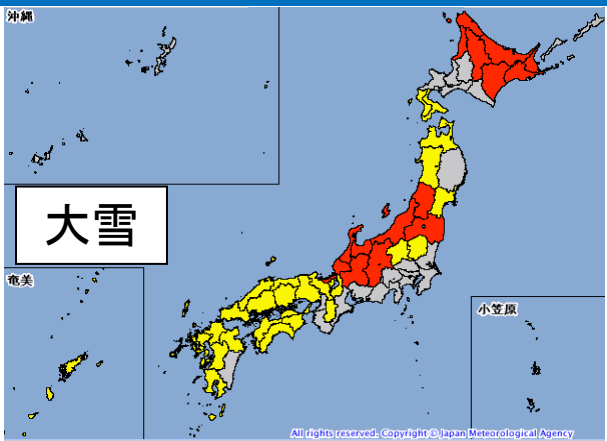 沖縄
大雪
奄美
小笠原
All rights reserved. Copyright © Japan Meteorological Agency